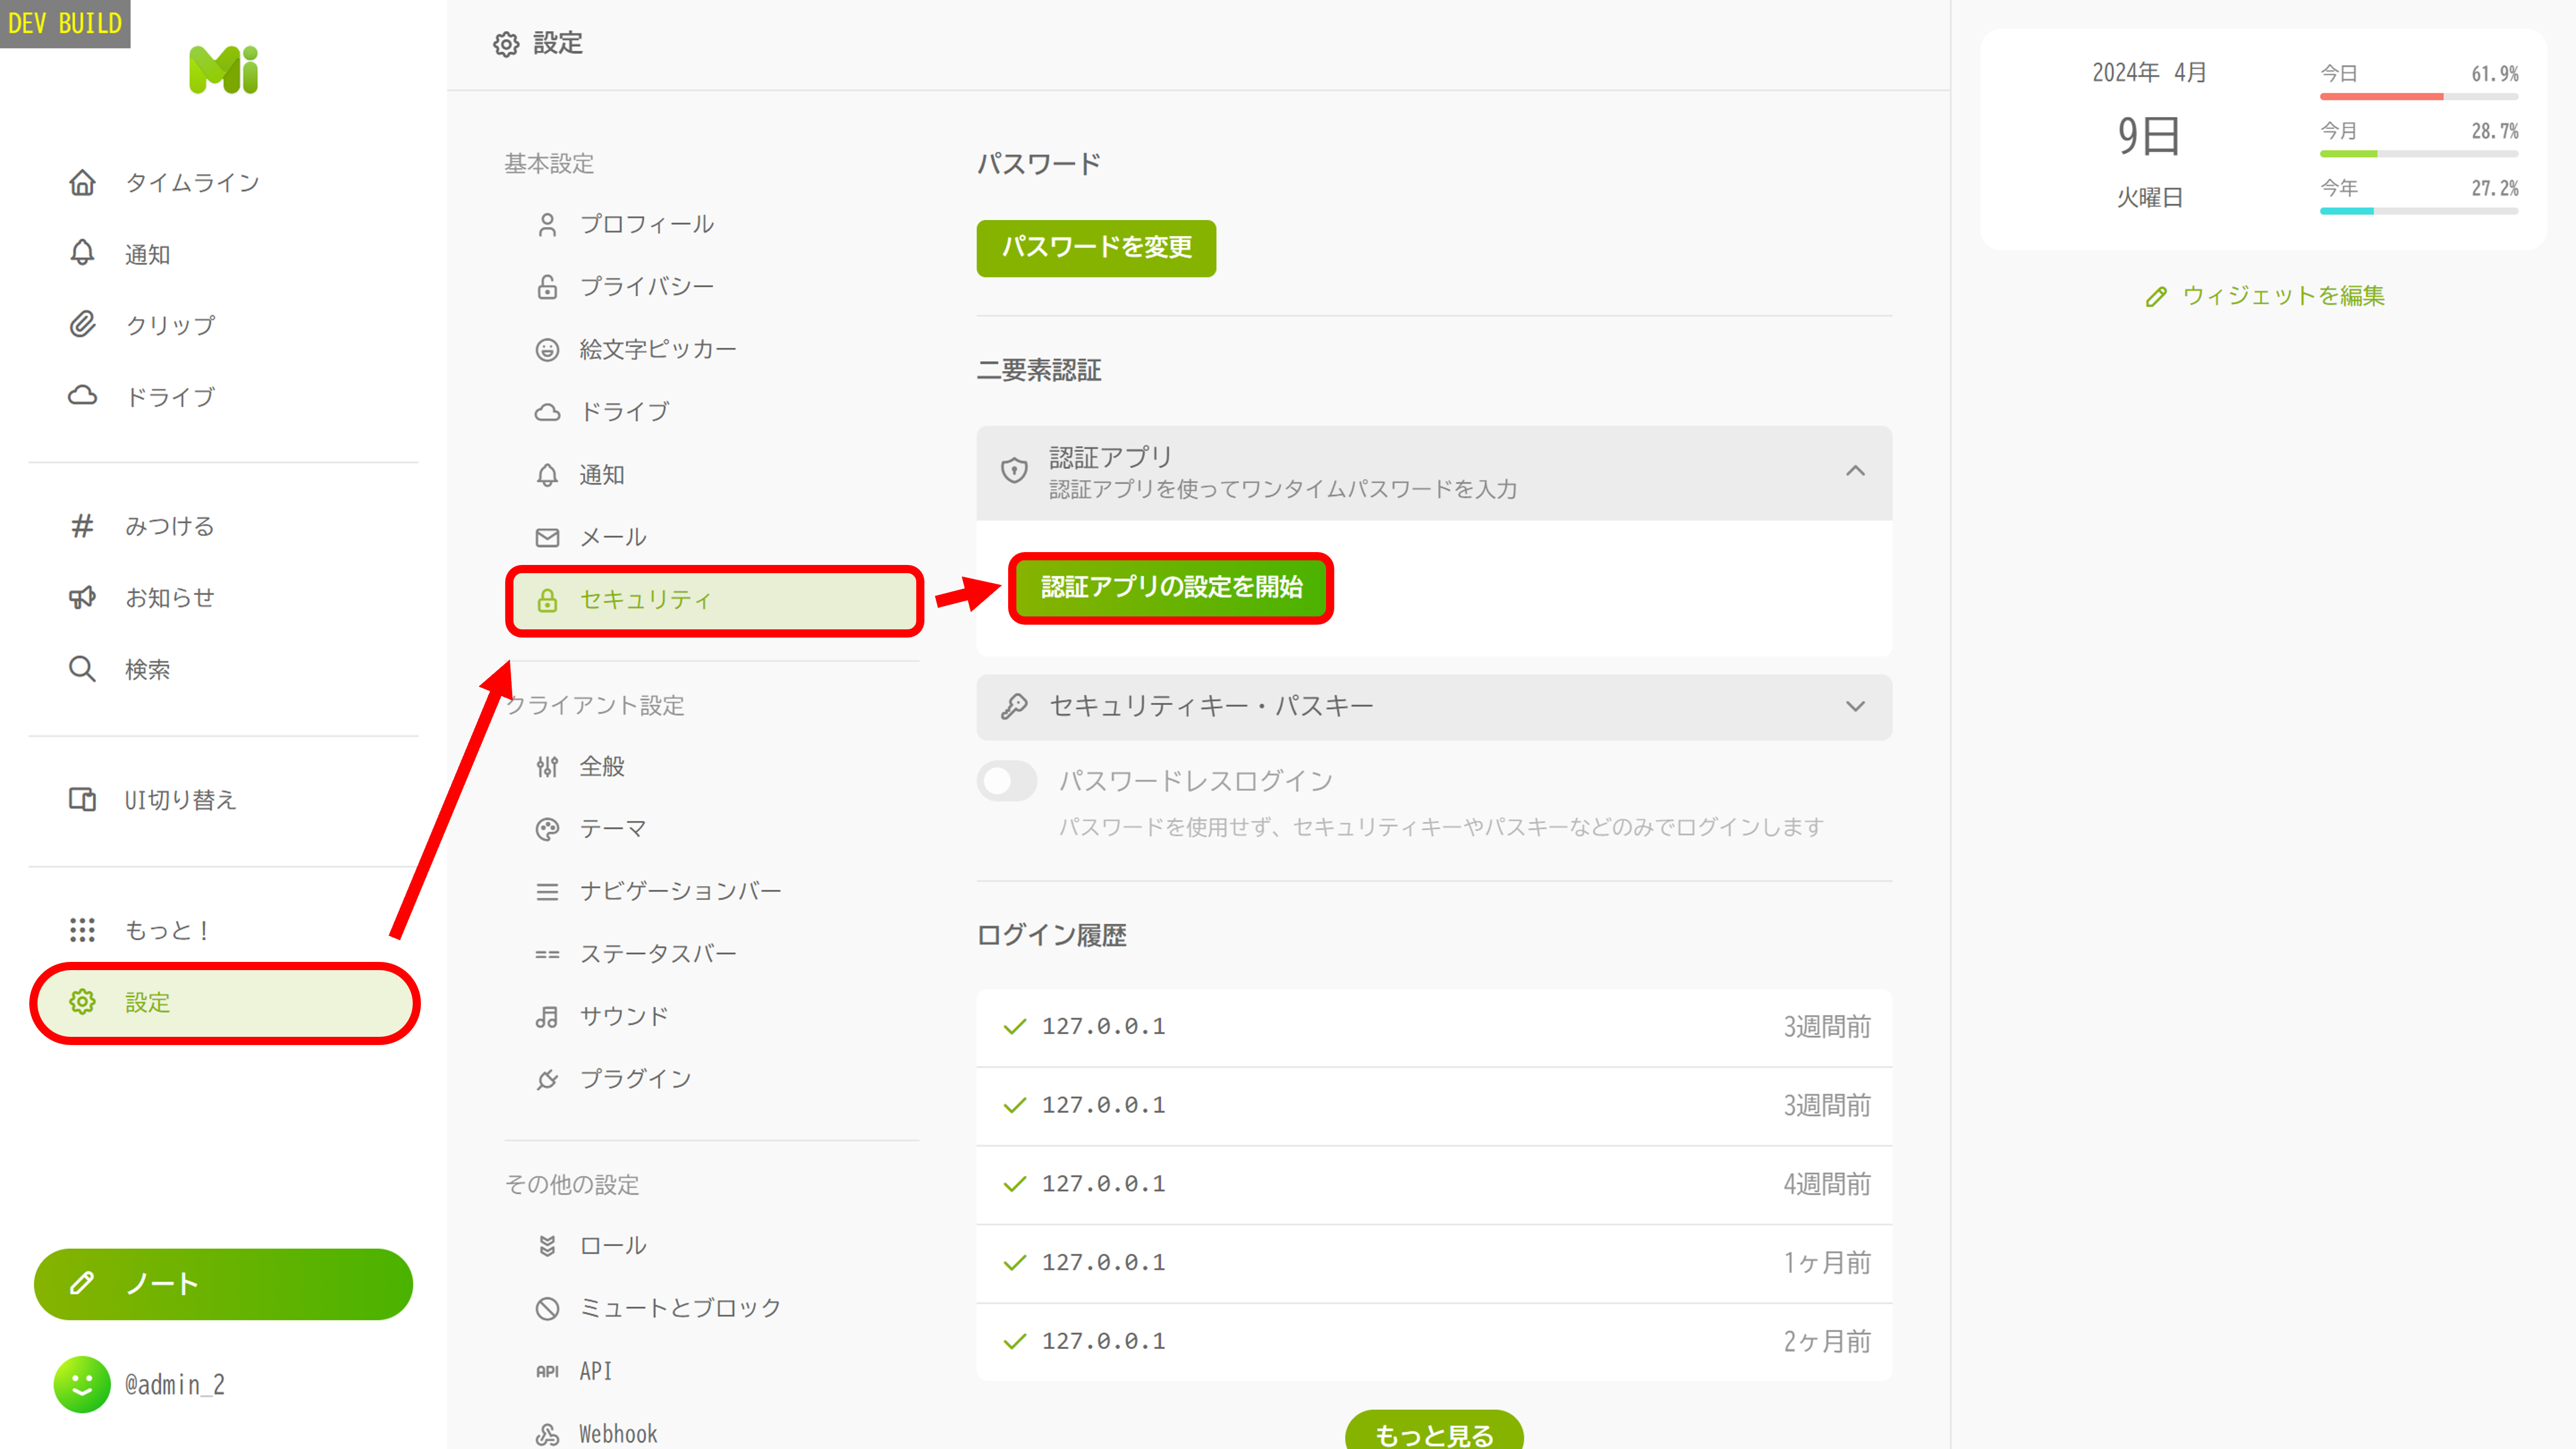 DEV BUILD
Mi
タイムライン
通知
クリップ
ドライブ
みつける
お知らせ
検索
UI切り替え
もっと！
設定
ノート
@admin_2
設定
基本設定
プロフィール
プライバシー
絵文字ピッカー
ドライブ
通知
メール
セキュリティ
クライアント設定
全般
テーマ
ナビゲーションバー
ステータスバー
サウンド
プラグイン
その他の設定
ロール
ミュートとブロック
API API
Webhook
パスワード
パスワードを変更
二要素認証
認証アプリ
認証アプリを使ってワンタイムパスワードを入力
認証アプリの設定を開始
セキュリティキー・パスキー
パスワードレスログイン
パスワードを使用せず、セキュリティキーやパスキーなどのみでログインします
ログイン履歴
127.0.0.1 3週間前
127.0.0.1 3週間前
127.0.0.1 4週間前
127.0.0.1 1ヶ月前
127.0.0.1 2ヶ月前
もっと見る
2024年 4月
9日
火曜日
今日 61.9%
今月 28.7%
今年 27.2%
ウィジェットを編集